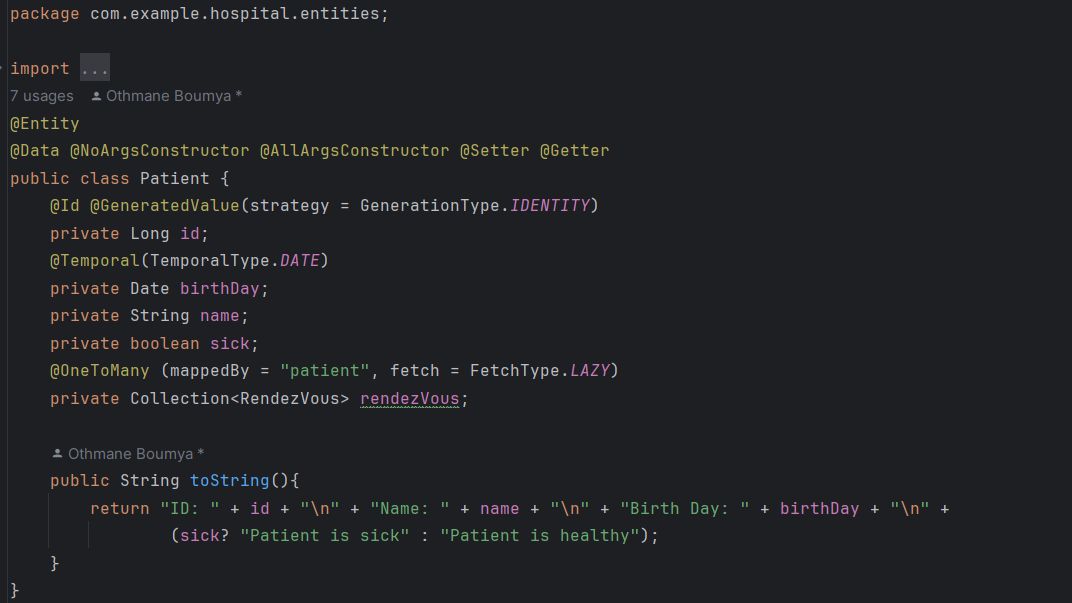 package com.example.hospital.entities;
import ...
7 usages Othmane Boumya *
@Entity
@Data @NoArgsConstructor @AllArgsConstructor @Setter @Getter
public class Patient {
@Id @GeneratedValue(strategy = GenerationType.IDENTITY)
private Long id;
@Temporal(TemporalType.DATE)
private Date birthDay;
private String name;
private boolean sick;
@OneToMany (mappedBy = "patient", fetch = FetchType.LAZY)
private Collection<RendezVous> rendezVous;
Othmane Boumya *
public String toString(){
return "ID: " + id + "\n" + "Name: " + name + "\n" + "Birth Day: " + birthDay + "\n" +
(sick? "Patient is sick" : "Patient is healthy");
}
}